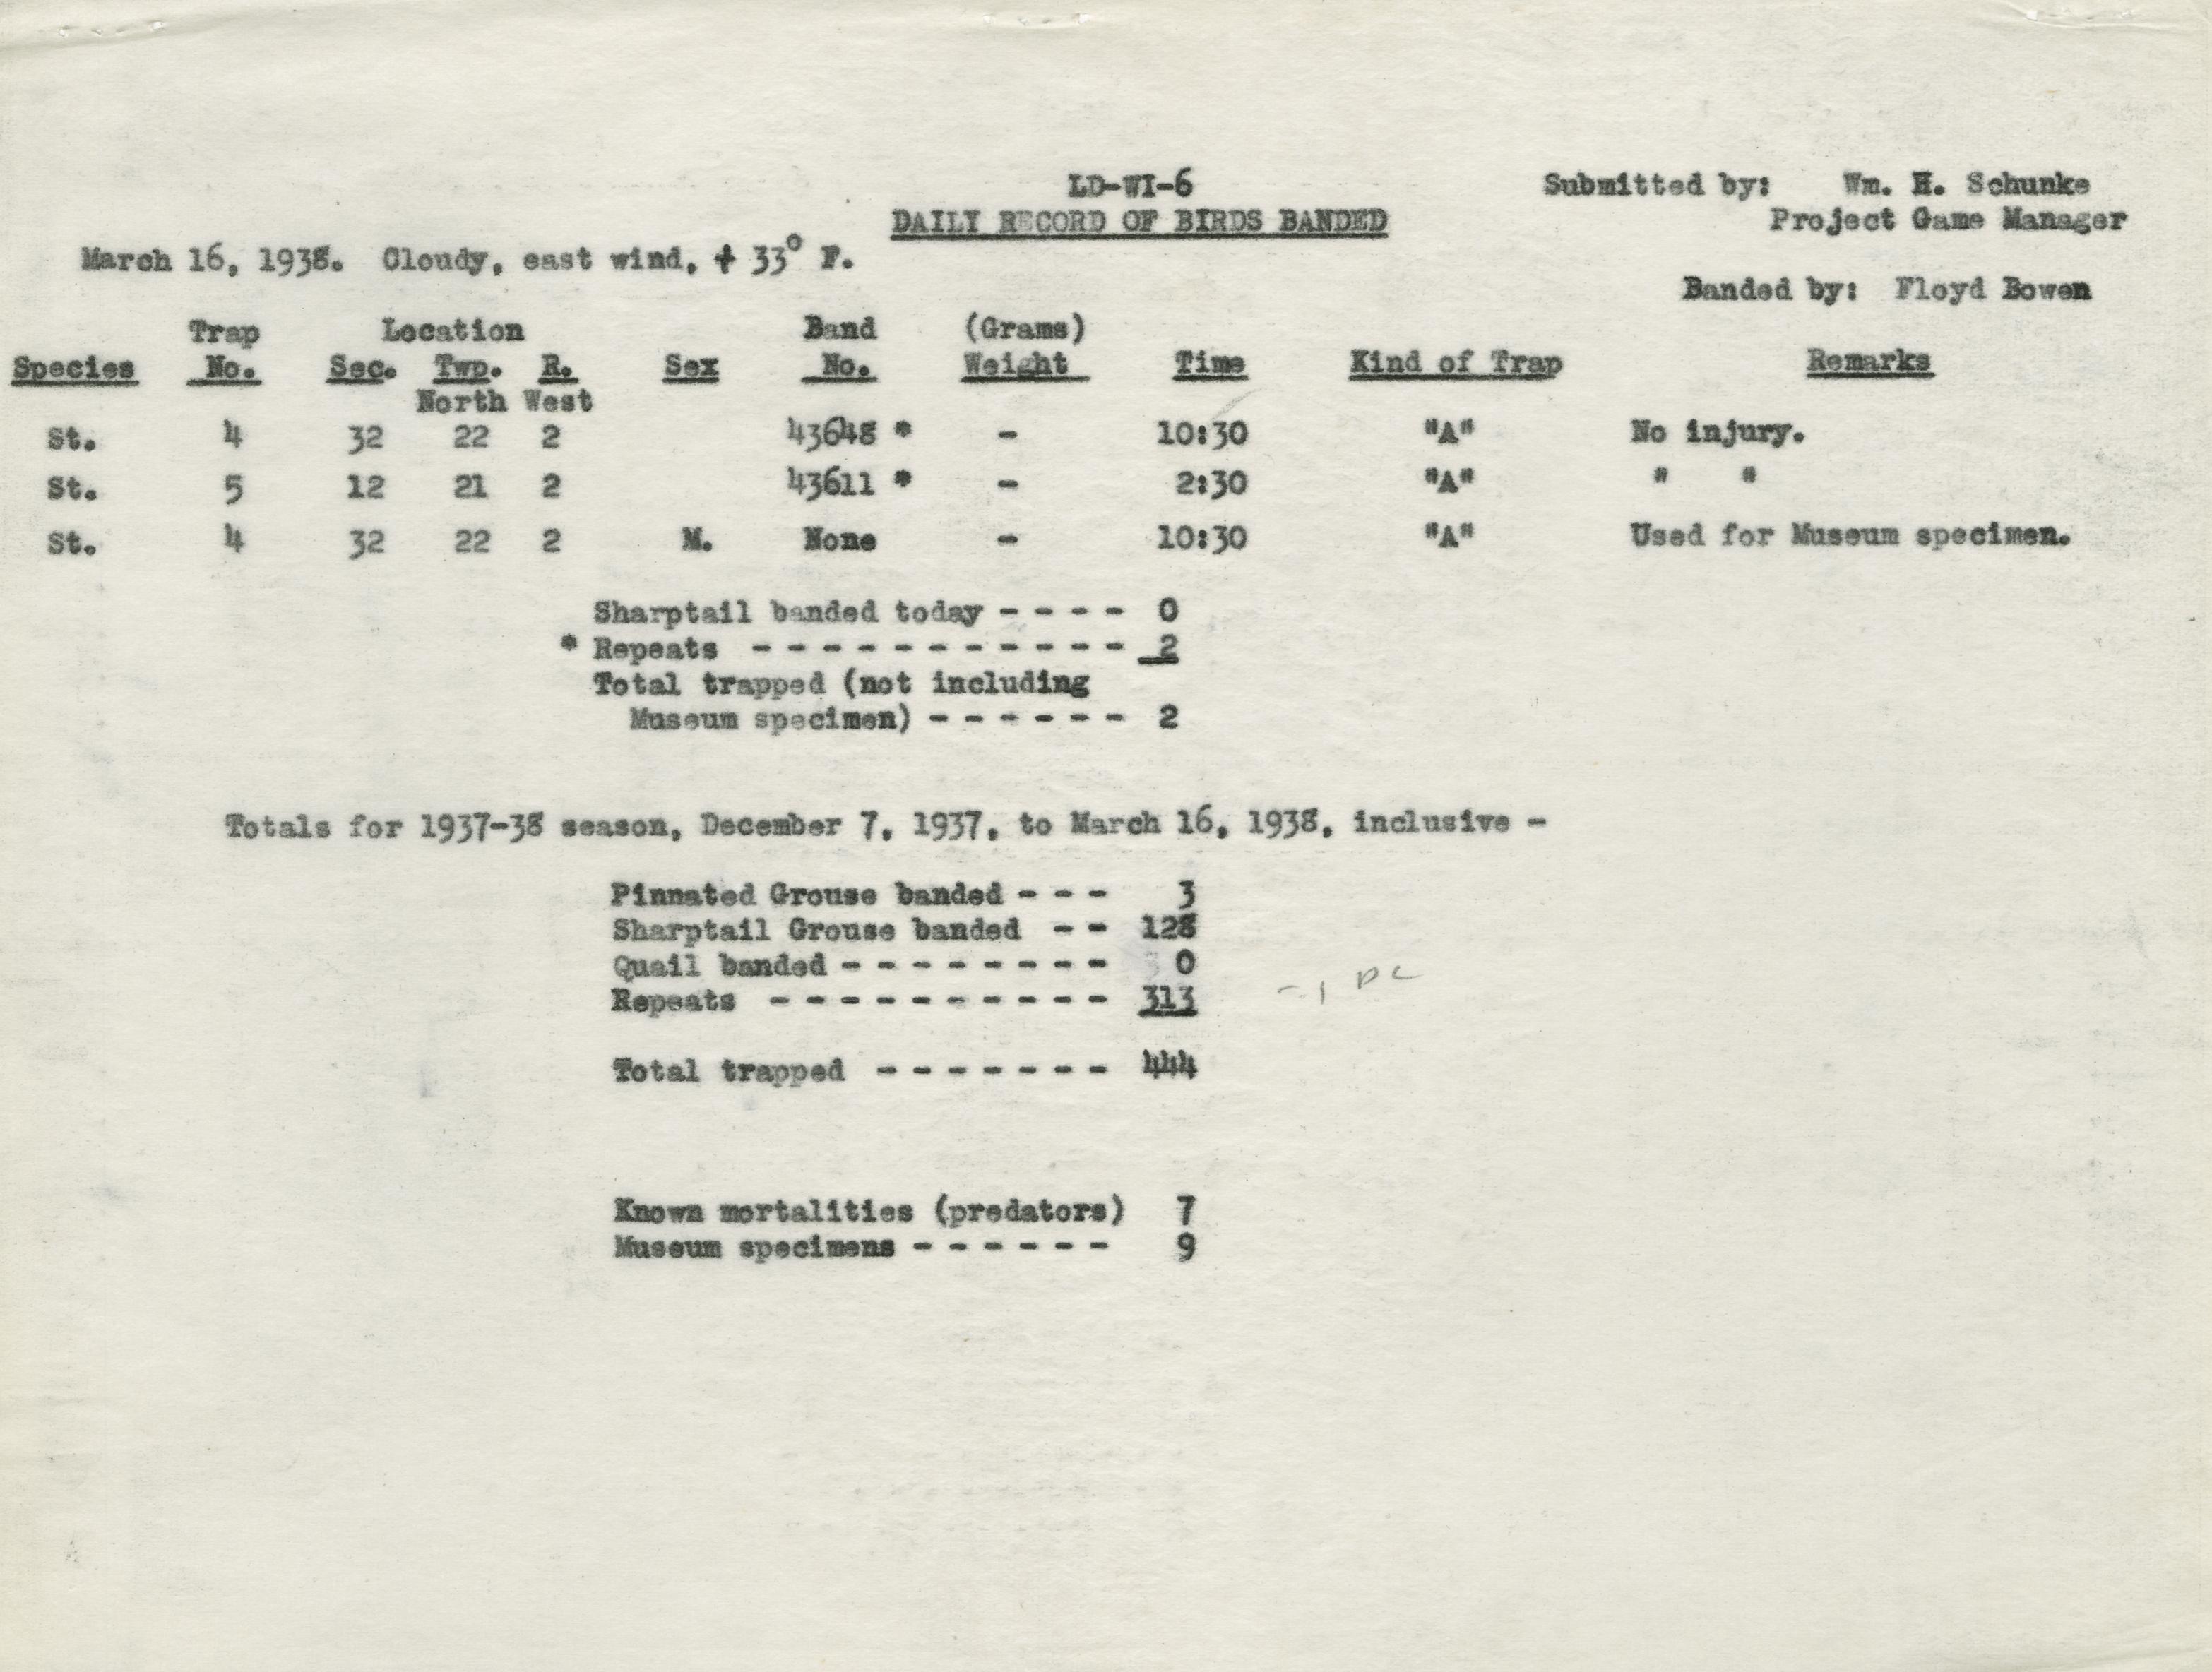 LD-WI-6
DAILY RECORD OF BIRDS BANDED
Submitted by: Wm. H. Schunke
Project Game Manager
March 16, 1938. Cloudy, east wind, + 33° F.
Banded by: Floyd Bowen
Trap Location Band (Grams)
Species No. Sec. Twp. R. Sex No. Weight Time Kind of Trap Remarks
North West
St. 4 32 22 2 43648 * - 10:30 "A" No injury.
St. 5 12 21 2 43611 * - 2:30 "A" " "
St. 4 32 22 2 M. None - 10:30 "A" Used for Museum specimen.
Sharptail banded today - - - - 0
* Repeats - - - - - - - - - - - 2
Total trapped (not including
Museum specimen) - - - - - - 2
Totals for 1937-38 season, December 7, 1937, to March 16, 1938, inclusive -
Pinnated Grouse banded - - - 3
Sharptail Grouse banded - - 128
Quail banded - - - - - - - - 0
Repeats - - - - - - - - - - 313
Total trapped - - - - - - - 444
Known mortalities (predators) 7
Museum specimens - - - - - - 9